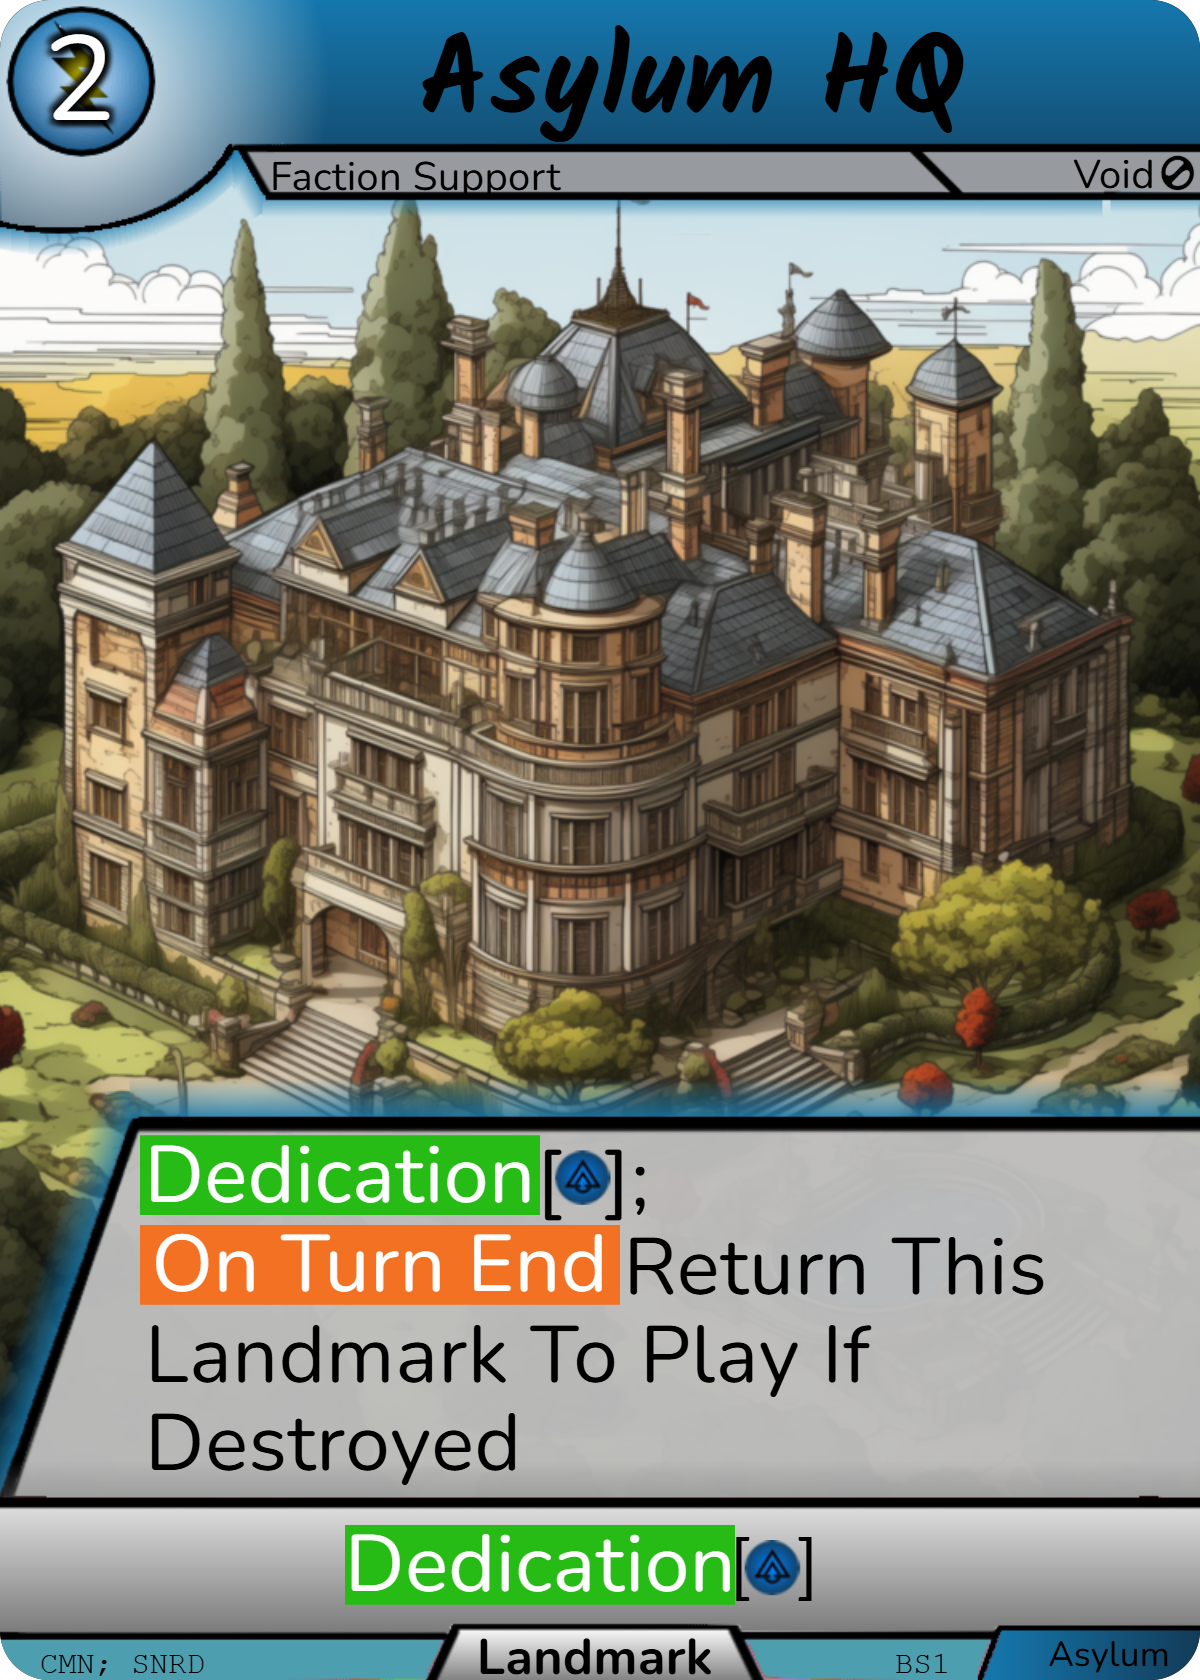 2
Asylum HQ
Faction Support
Void
Dedication[ ];
On Turn End Return This
Landmark To Play If
Destroyed
Dedication[ ]
CMN; SNRD
Landmark
BS1
Asylum